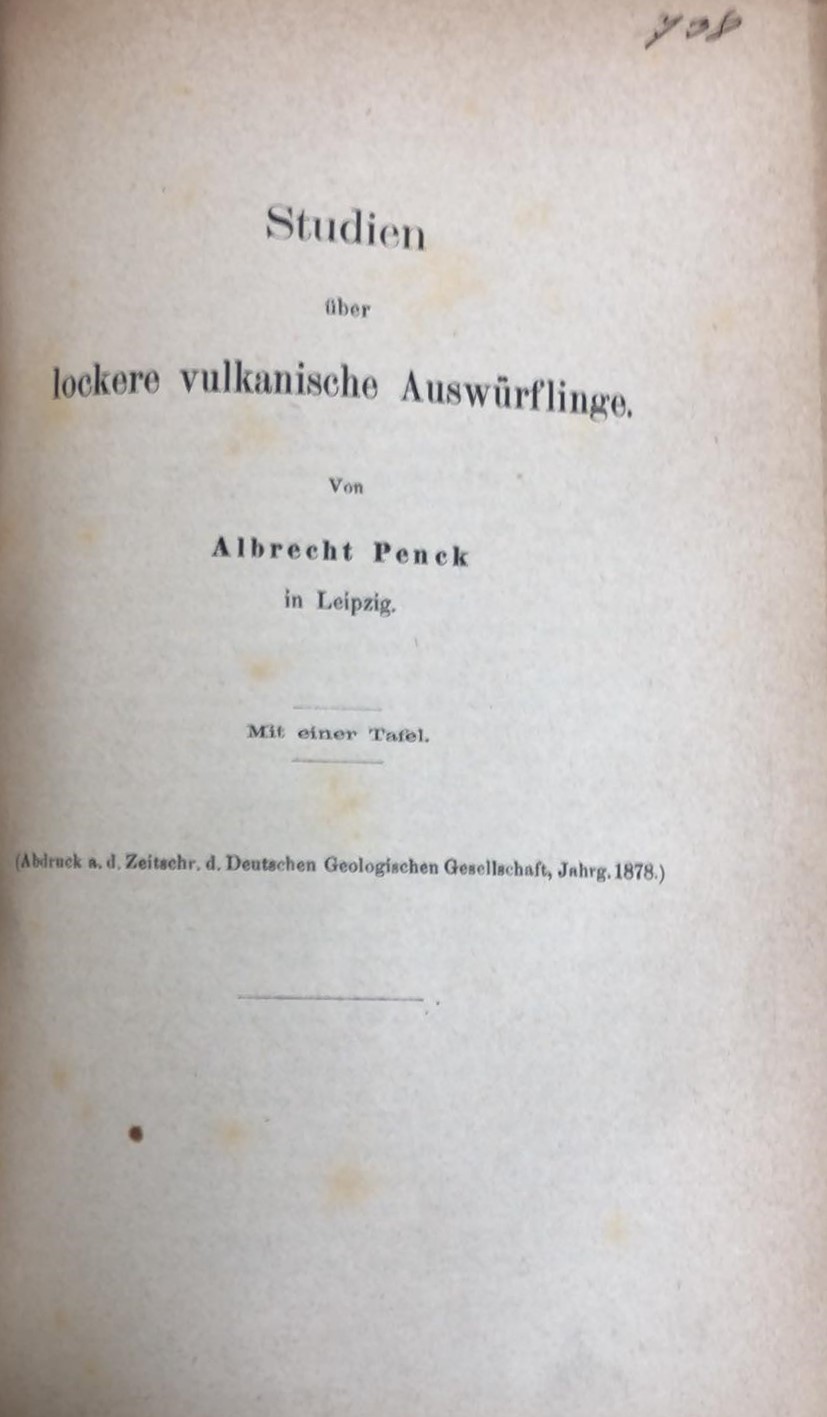 708
Studien
über
lockere vulkanische Auswürflinge.
Von
Albrecht Penck
in Leipzig.
Mit einer Tafel.
(Abdruck a. d. Zeitschr. d. Deutschen Geologischen Gesellschaft, Jahrg. 1878.)